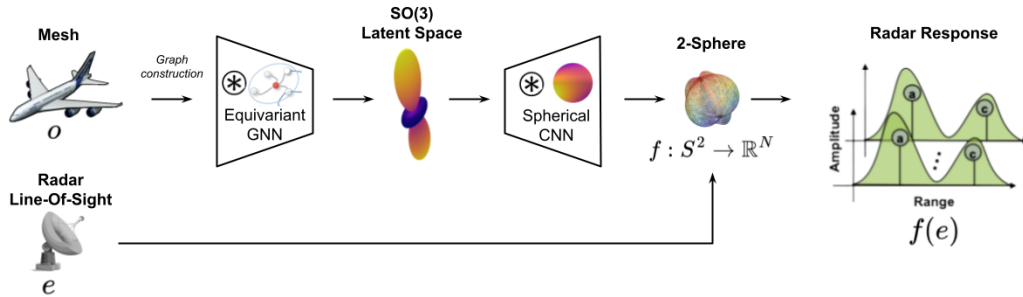 Mesh
o
Graph
construction
Equivariant
GNN
SO(3)
Latent Space
Spherical
CNN
2-Sphere
f : S² → ℝᴺ
Radar
Line-Of-Sight
e
Radar Response
Amplitude
a
c
a
c
Range
f(e)